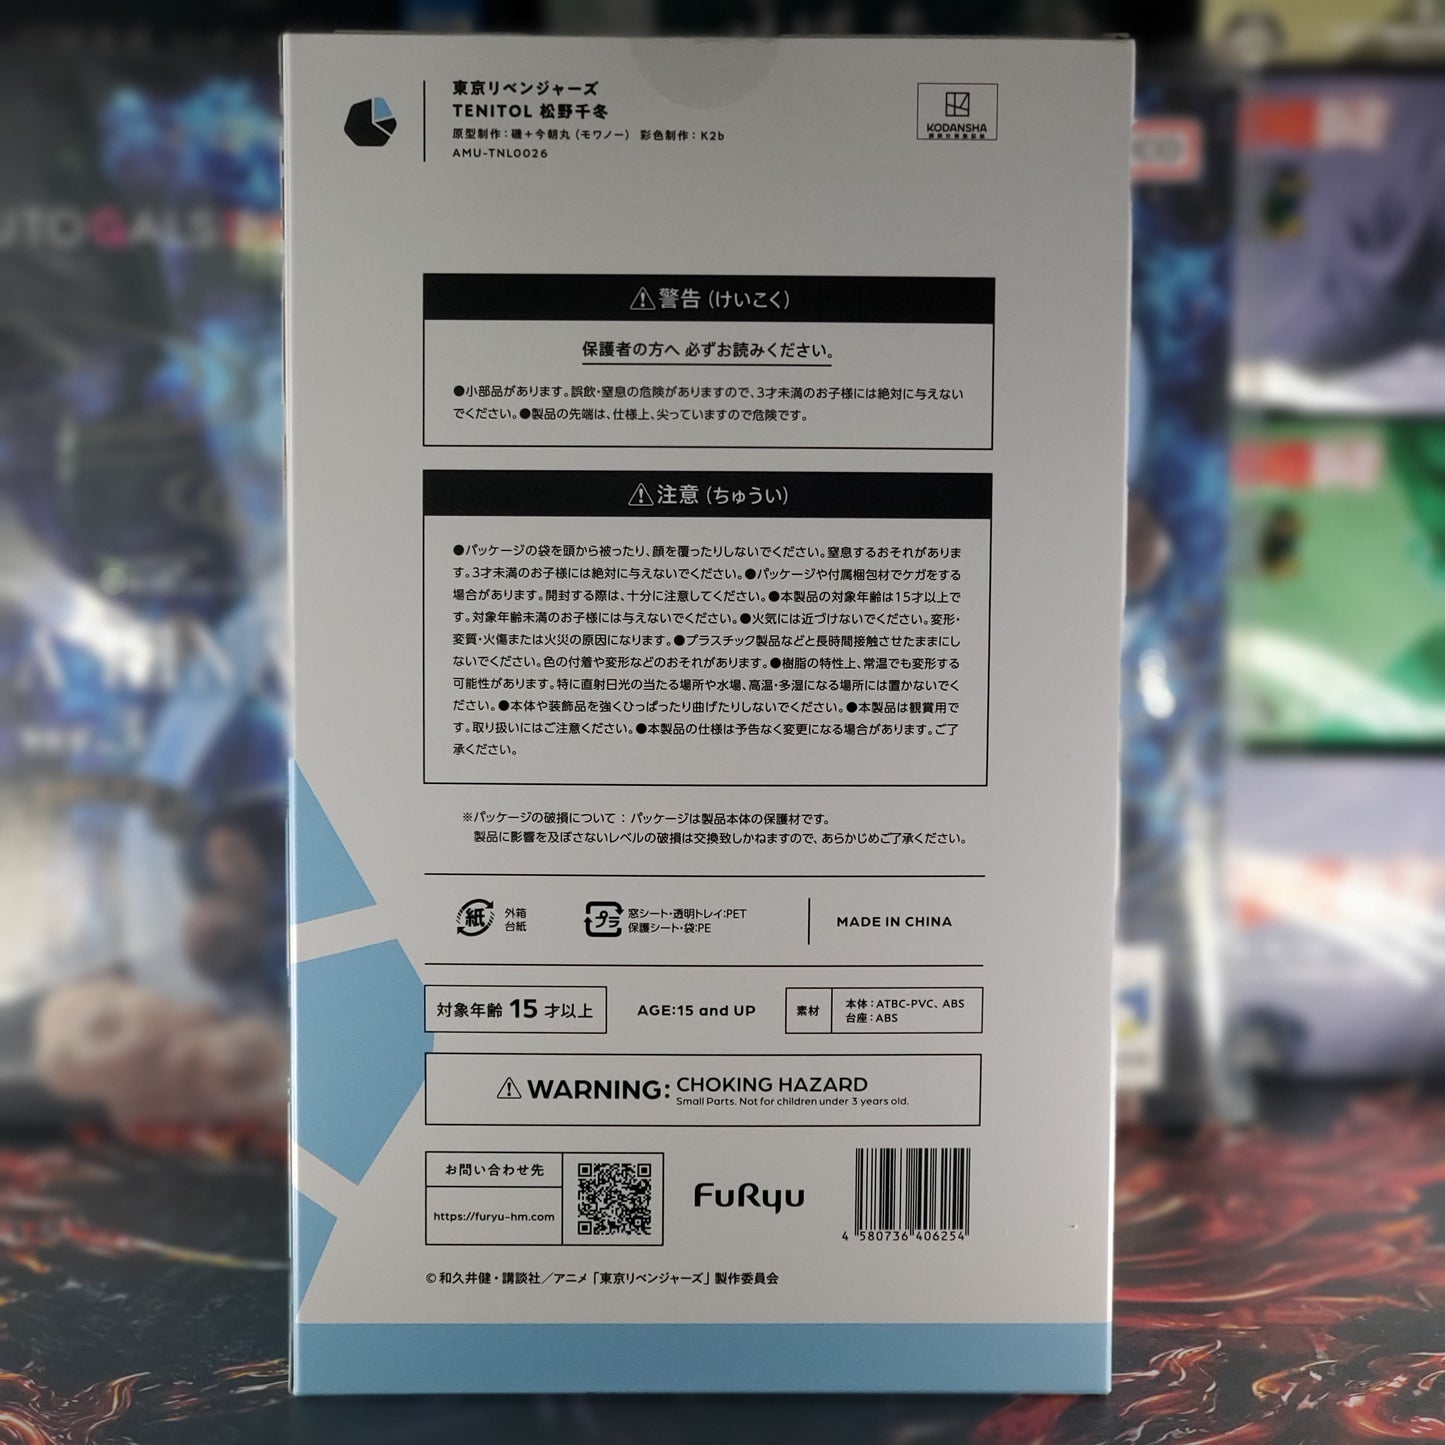 東京リベンジャーズ
TENITOL 松野千冬
原型制作：磯＋今朝丸（モワノー） 彩色制作：K2b
AMU-TNL0026
KODANSHA
⚠警告（けいこく）
保護者の方へ 必ずお読みください。
●小部品があります。誤飲・窒息の危険がありますので、3才未満のお子様には絶対に与えない
でください。●製品の先端は、仕様上、尖っていますので危険です。
⚠注意（ちゅうい）
●パッケージの袋を頭から被ったり、顔を覆ったりしないでください。窒息するおそれがありま
す。3才未満のお子様には絶対に与えないでください。●パッケージや付属梱包材でケガをする
場合があります。開封する際は、十分に注意してください。●本製品の対象年齢は15才以上で
す。対象年齢未満のお子様には与えないでください。●火気には近づけないでください。変形・
変質・火傷または火災の原因になります。●プラスチック製品などと長時間接触させたままにし
ないでください。色の付着や変形などのおそれがあります。●樹脂の特性上、常温でも変形する
可能性があります。特に直射日光の当たる場所や水場、高温・多湿になる場所には置かないでく
ださい。●本体や装飾品を強くひっぱったり曲げたりしないでください。●本製品は観賞用で
す。取り扱いにはご注意ください。●本製品の仕様は予告なく変更になる場合があります。ご了
承ください。
※パッケージの破損について：パッケージは製品本体の保護材です。
製品に影響を及ぼさないレベルの破損は交換致しかねますので、あらかじめご了承ください。
紙 外箱
台紙
プラ 窓シート・透明トレイ：PET
保護シート・袋：PE
MADE IN CHINA
対象年齢 15 才以上
AGE:15 and UP
素材
本体：ATBC-PVC、ABS
台座：ABS
⚠WARNING: CHOKING HAZARD
Small Parts. Not for children under 3 years old.
お問い合わせ先
https://furyu-hm.com
FuRyu
4 580736 406254
©和久井健・講談社／アニメ「東京リベンジャーズ」製作委員会